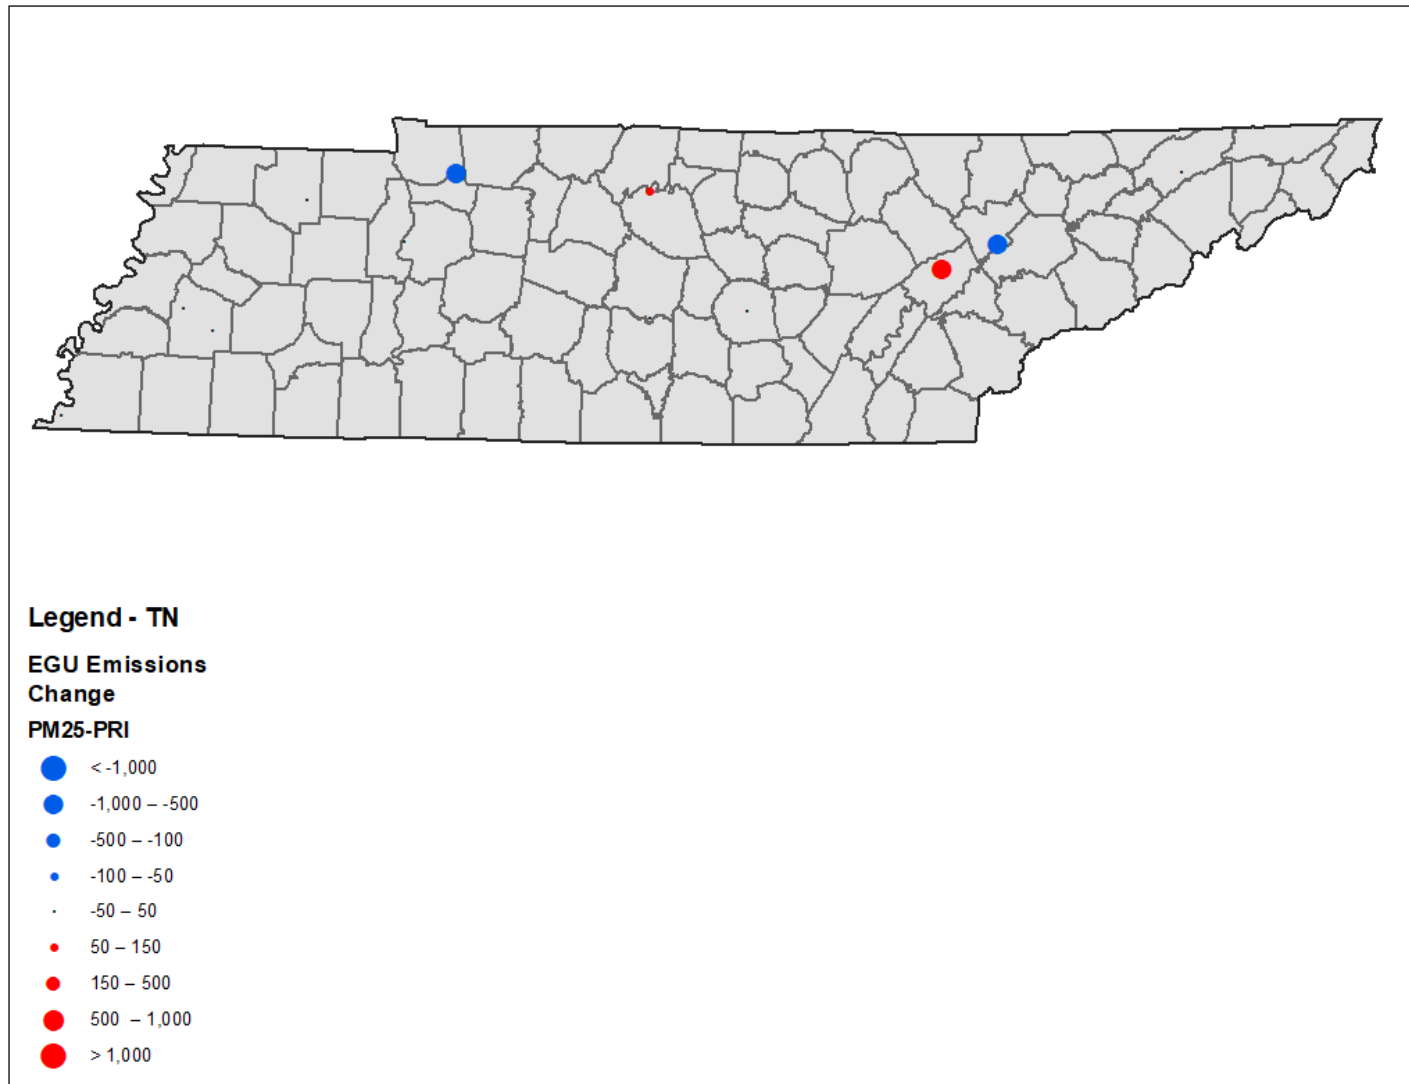 Legend - TN
EGU Emissions
Change
PM25-PRI
< -1,000
-1,000 – -500
-500 – -100
-100 – -50
-50 – 50
50 – 150
150 – 500
500 – 1,000
> 1,000